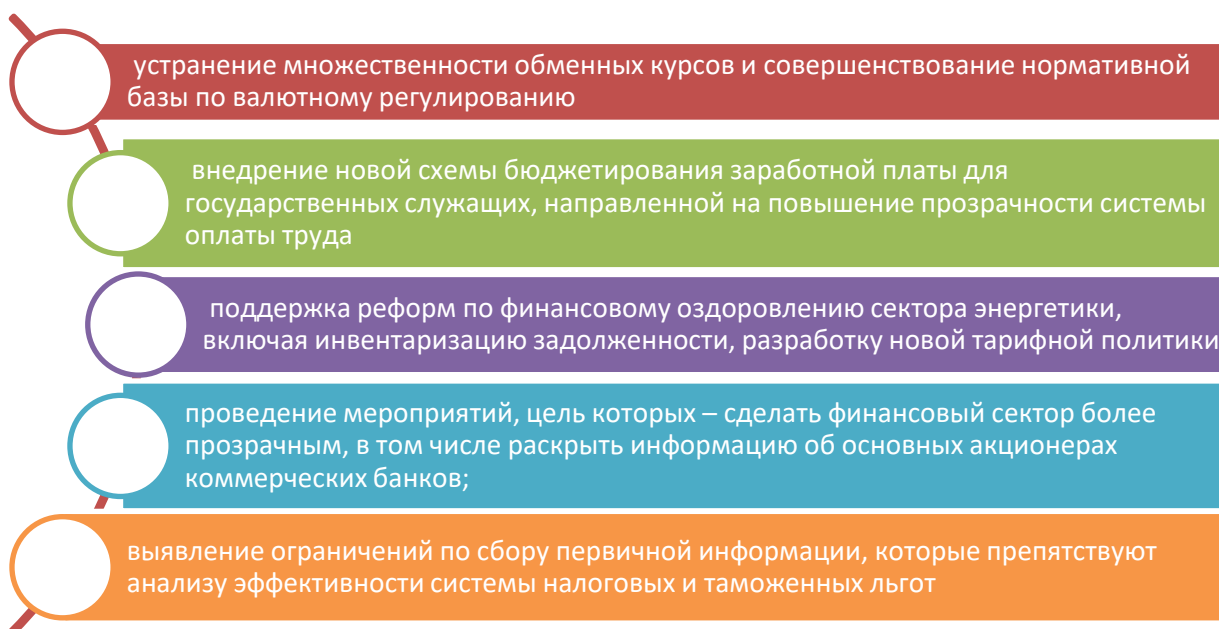 устранение множественности обменных курсов и совершенствование нормативной
базы по валютному регулированию
внедрение новой схемы бюджетирования заработной платы для
государственных служащих, направленной на повышение прозрачности системы
оплаты труда
поддержка реформ по финансовому оздоровлению сектора энергетики,
включая инвентаризацию задолженности, разработку новой тарифной политики
проведение мероприятий, цель которых – сделать финансовый сектор более
прозрачным, в том числе раскрыть информацию об основных акционерах
коммерческих банков;
выявление ограничений по сбору первичной информации, которые препятствуют
анализу эффективности системы налоговых и таможенных льгот